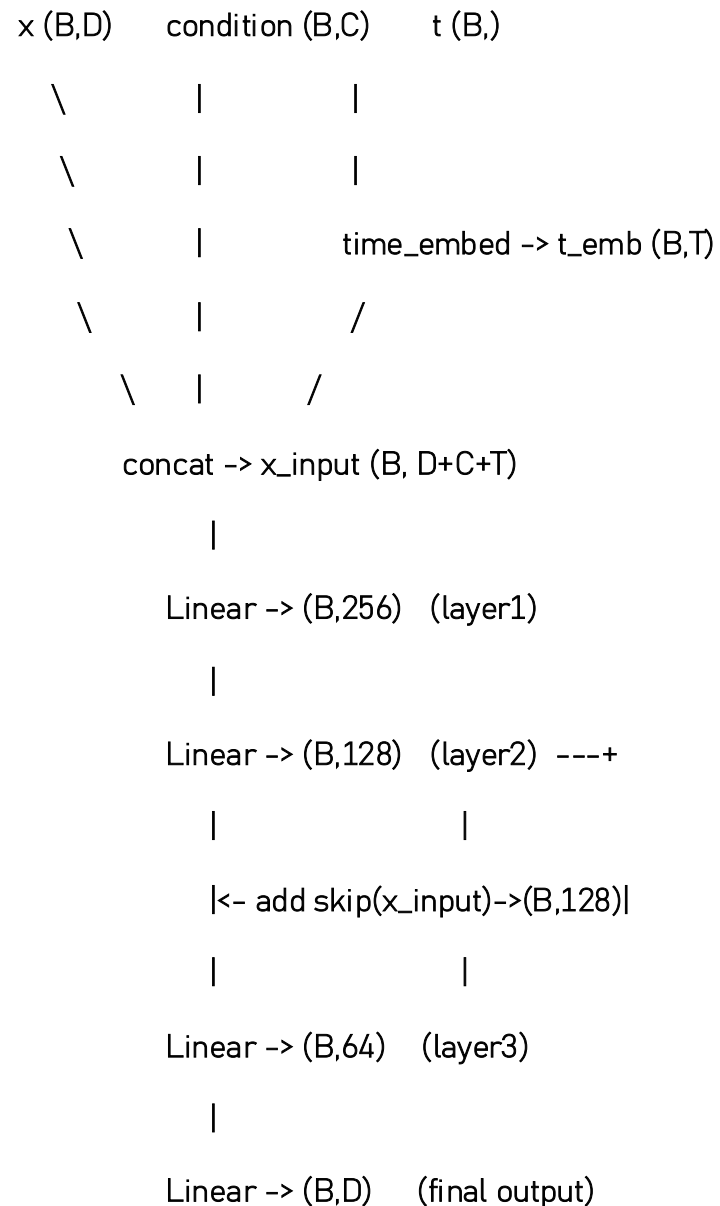 x (B,D) condition (B,C) t (B,)
\ | |
\ | |
\ | time_embed -> t_emb (B,T)
\ | /
\ | /
concat -> x_input (B, D+C+T)
|
Linear -> (B,256) (layer1)
|
Linear -> (B,128) (layer2) ---+
| |
|<- add skip(x_input)->(B,128)|
| |
Linear -> (B,64) (layer3)
|
Linear -> (B,D) (final output)